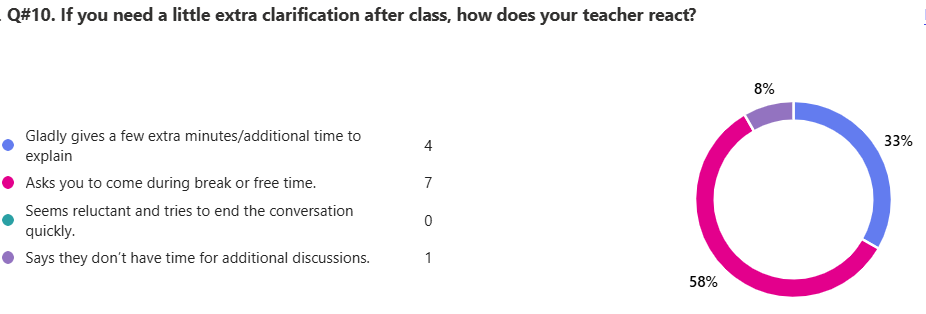 . Q#10. If you need a little extra clarification after class, how does your teacher react?
8%
Gladly gives a few extra minutes/additional time to
explain
4
33%
Asks you to come during break or free time.
7
Seems reluctant and tries to end the conversation
quickly.
0
Says they don't have time for additional discussions.
1
58%